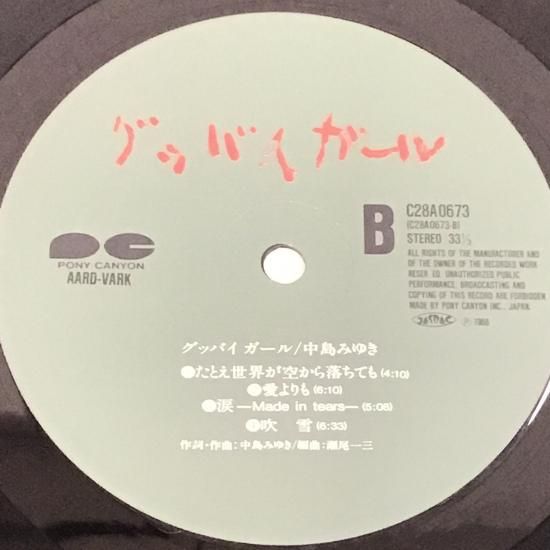 グッバイ ガール
PONY CANYON
AARD-VARK
B
C28A0673
(C28A0673-B)
STEREO 33⅓
ALL RIGHTS OF THE MANUFACTURER AND
OF THE OWNER OF THE RECORDED WORK
RESER ED. UNAUTHORIZED PUBLIC
PERFORMANCE, BROADCASTING AND
COPYING OF THIS RECORD ARE FORBIDDEN.
MADE BY PONY CANYON INC., JAPAN.
JASRAC Ⓟ 1988
グッバイ ガール/中島みゆき
たとえ世界が空から落ちても(4:10)
愛よりも(6:10)
涙 —Made in tears—(5:08)
吹 雪(6:33)
作詞・作曲:中島みゆき/編曲:瀬尾一三